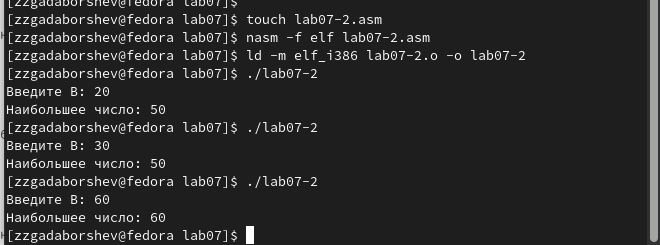 [zzgadaborshev@fedora lab07]$
[zzgadaborshev@fedora lab07]$ touch lab07-2.asm
[zzgadaborshev@fedora lab07]$ nasm -f elf lab07-2.asm
[zzgadaborshev@fedora lab07]$ ld -m elf_i386 lab07-2.o -o lab07-2
[zzgadaborshev@fedora lab07]$ ./lab07-2
Введите B: 20
Наибольшее число: 50
[zzgadaborshev@fedora lab07]$ ./lab07-2
Введите B: 30
Наибольшее число: 50
[zzgadaborshev@fedora lab07]$ ./lab07-2
Введите B: 60
Наибольшее число: 60
[zzgadaborshev@fedora lab07]$